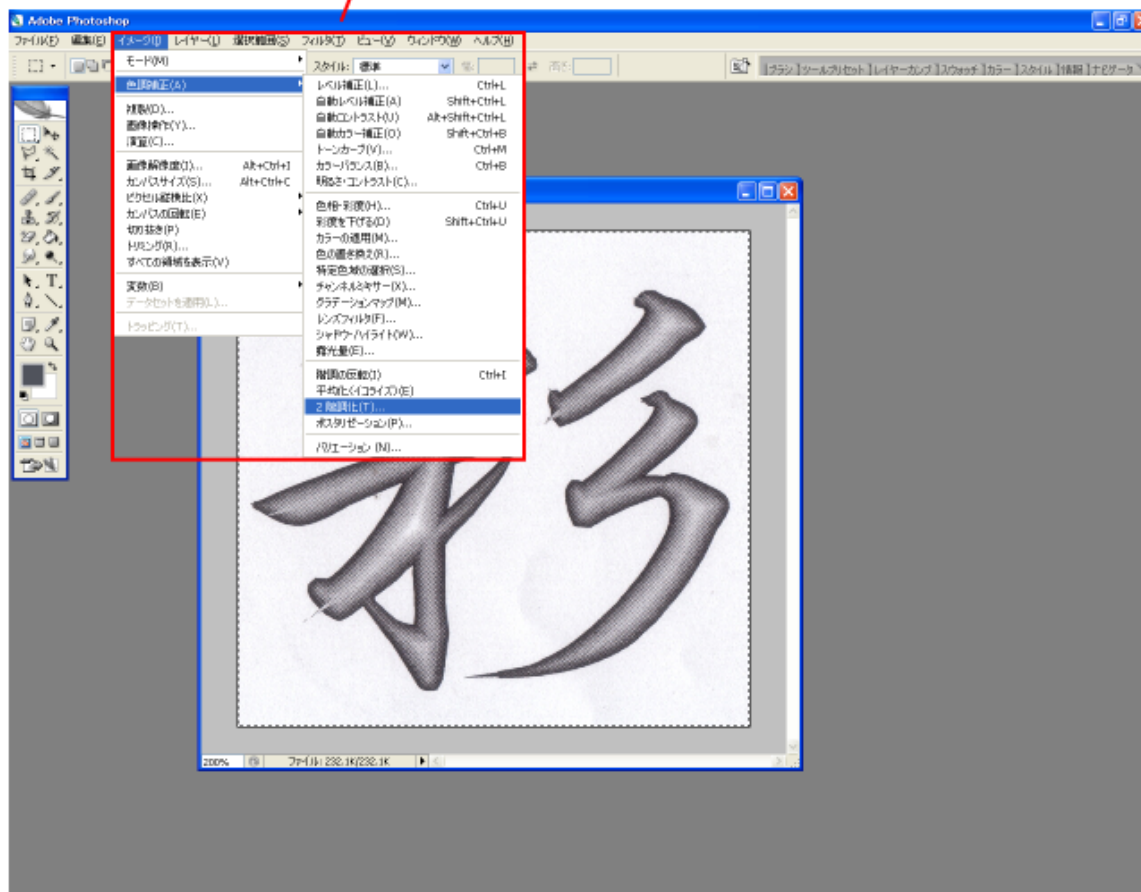 Adobe Photoshop
ファイル(F) 編集(E) イメージ(I) レイヤー(L) 選択範囲(S) フィルタ(T) ビュー(V) ウィンドウ(W) ヘルプ(H)
スタイル: 標準 高さ:
ブラシ ツールプリセット レイヤーカンプ スウォッチ カラー スタイル 情報 ナビゲータ
モード(M)
色調補正(A)
複製(D)...
画像操作(Y)...
演算(C)...
画像解像度(I)... Alt+Ctrl+I
カンバスサイズ(S)... Alt+Ctrl+C
ピクセル縦横比(X)
カンバスの回転(E)
切り抜き(P)
トリミング(R)...
すべての領域を表示(V)
変数(B)
データセットを適用(L)...
トラッピング(T)...
レベル補正(L)... Ctrl+L
自動レベル補正(A) Shift+Ctrl+L
自動コントラスト(U) Alt+Shift+Ctrl+L
自動カラー補正(O) Shift+Ctrl+B
トーンカーブ(V)... Ctrl+M
カラーバランス(B)... Ctrl+B
明るさ・コントラスト(C)...
色相・彩度(H)... Ctrl+U
彩度を下げる(D) Shift+Ctrl+U
カラーの適用(M)...
色の置き換え(R)...
特定色域の選択(S)...
チャンネルミキサー(X)...
グラデーションマップ(M)...
レンズフィルタ(F)...
シャドウ・ハイライト(W)...
露光量(E)...
階調の反転(I) Ctrl+I
平均化(イコライズ)(E)
2 階調化(T)...
ポスタリゼーション(P)...
バリエーション (N)...
彩
200% ファイル: 232.1K/232.1K